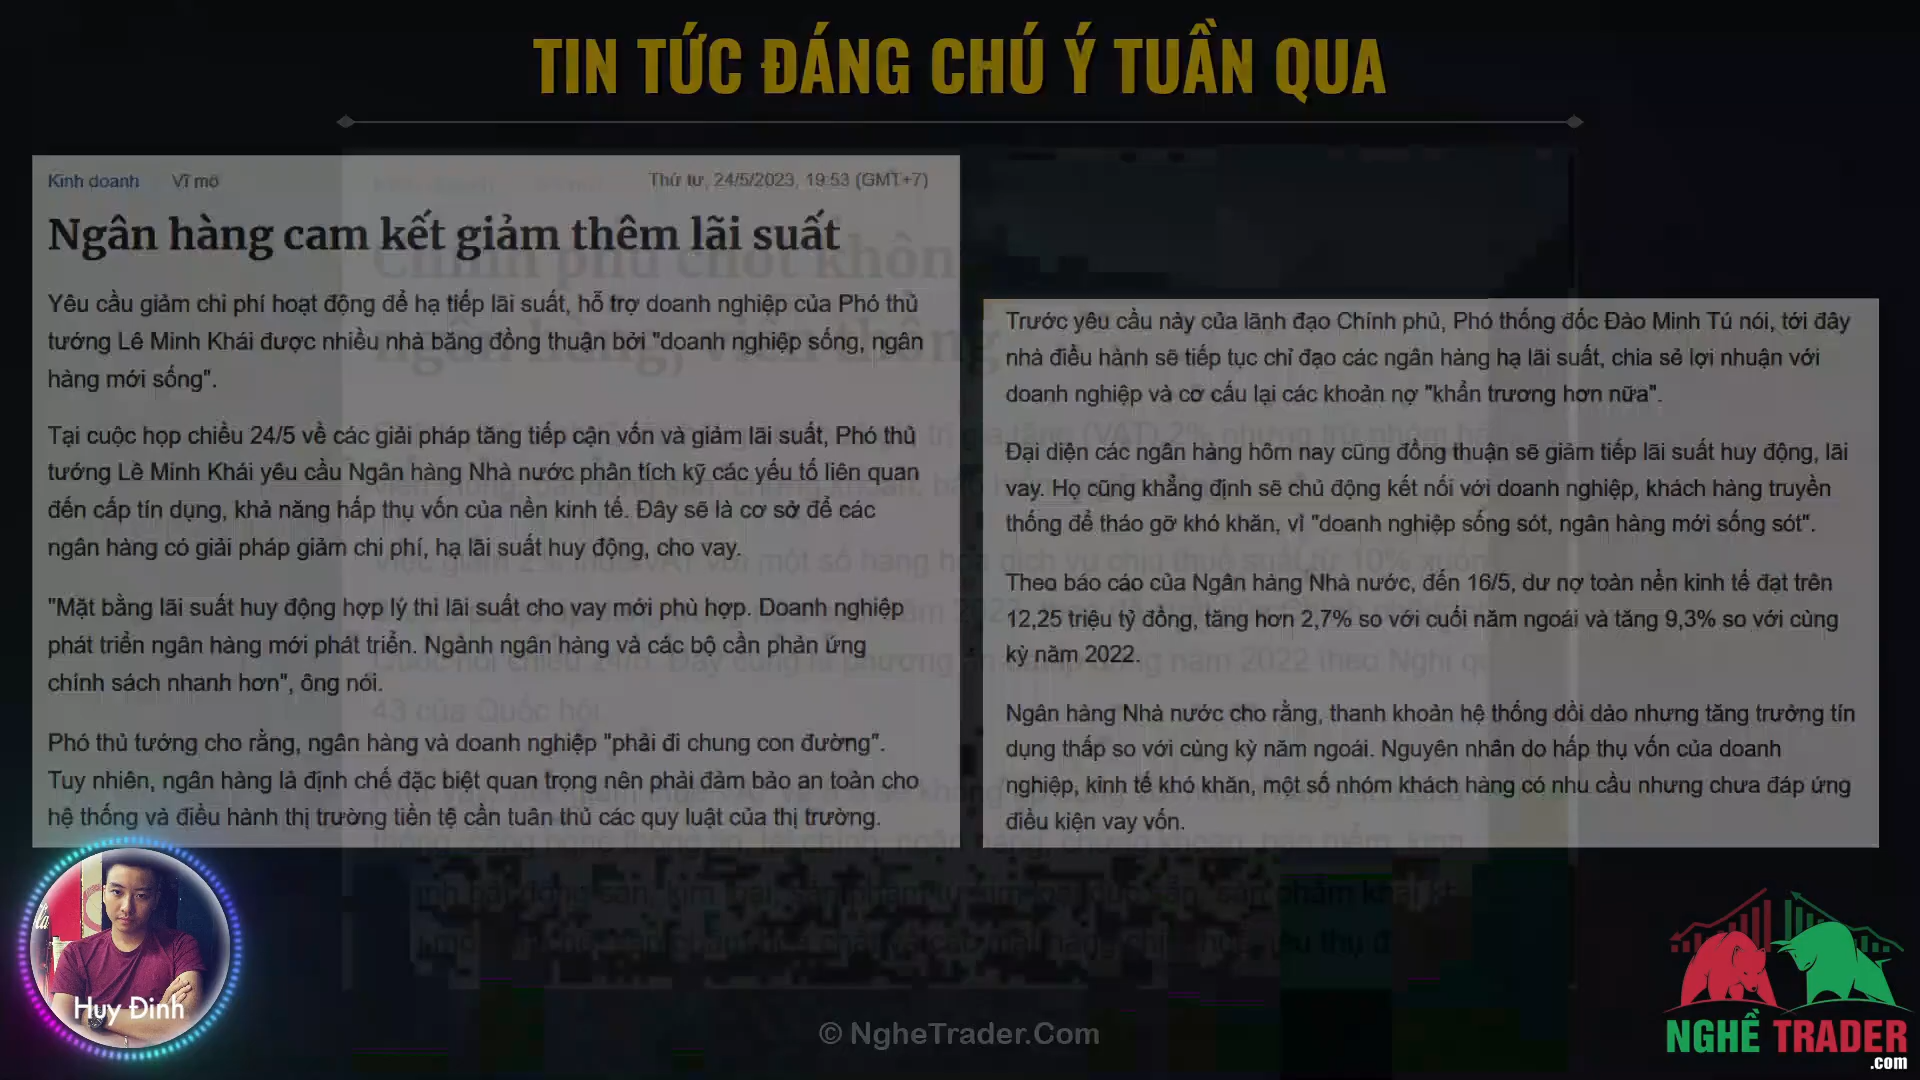 TIN TỨC ĐÁNG CHÚ Ý TUẦN QUA
Kinh doanh Vĩ mô Thứ tư, 24/5/2023, 19:53 (GMT+7)
Ngân hàng cam kết giảm thêm lãi suất
Yêu cầu giảm chi phí hoạt động để hạ tiếp lãi suất, hỗ trợ doanh nghiệp của Phó thủ
tướng Lê Minh Khái được nhiều nhà băng đồng thuận bởi "doanh nghiệp sống, ngân
hàng mới sống".
Tại cuộc họp chiều 24/5 về các giải pháp tăng tiếp cận vốn và giảm lãi suất, Phó thủ
tướng Lê Minh Khái yêu cầu Ngân hàng Nhà nước phân tích kỹ các yếu tố liên quan
đến cấp tín dụng, khả năng hấp thụ vốn của nền kinh tế. Đây sẽ là cơ sở để các
ngân hàng có giải pháp giảm chi phí, hạ lãi suất huy động, cho vay.
"Mặt bằng lãi suất huy động hợp lý thì lãi suất cho vay mới phù hợp. Doanh nghiệp
phát triển ngân hàng mới phát triển. Ngành ngân hàng và các bộ cần phản ứng
chính sách nhanh hơn", ông nói.
Phó thủ tướng cho rằng, ngân hàng và doanh nghiệp "phải đi chung con đường".
Tuy nhiên, ngân hàng là định chế đặc biệt quan trọng nên phải đảm bảo an toàn cho
hệ thống và điều hành thị trường tiền tệ cần tuân thủ các quy luật của thị trường.
Trước yêu cầu này của lãnh đạo Chính phủ, Phó thống đốc Đào Minh Tú nói, tới đây
nhà điều hành sẽ tiếp tục chỉ đạo các ngân hàng hạ lãi suất, chia sẻ lợi nhuận với
doanh nghiệp và cơ cấu lại các khoản nợ "khẩn trương hơn nữa".
Đại diện các ngân hàng hôm nay cũng đồng thuận sẽ giảm tiếp lãi suất huy động, lãi
vay. Họ cũng khẳng định sẽ chủ động kết nối với doanh nghiệp, khách hàng truyền
thống để tháo gỡ khó khăn, vì "doanh nghiệp sống sót, ngân hàng mới sống sót".
Theo báo cáo của Ngân hàng Nhà nước, đến 16/5, dư nợ toàn nền kinh tế đạt trên
12,25 triệu tỷ đồng, tăng hơn 2,7% so với cuối năm ngoái và tăng 9,3% so với cùng
kỳ năm 2022.
Ngân hàng Nhà nước cho rằng, thanh khoản hệ thống dồi dào nhưng tăng trưởng tín
dụng thấp so với cùng kỳ năm ngoái. Nguyên nhân do hấp thụ vốn của doanh
nghiệp, kinh tế khó khăn, một số nhóm khách hàng có nhu cầu nhưng chưa đáp ứng
điều kiện vay vốn.
Huy Đinh
© NgheTrader.Com
NGHỀ TRADER
.com